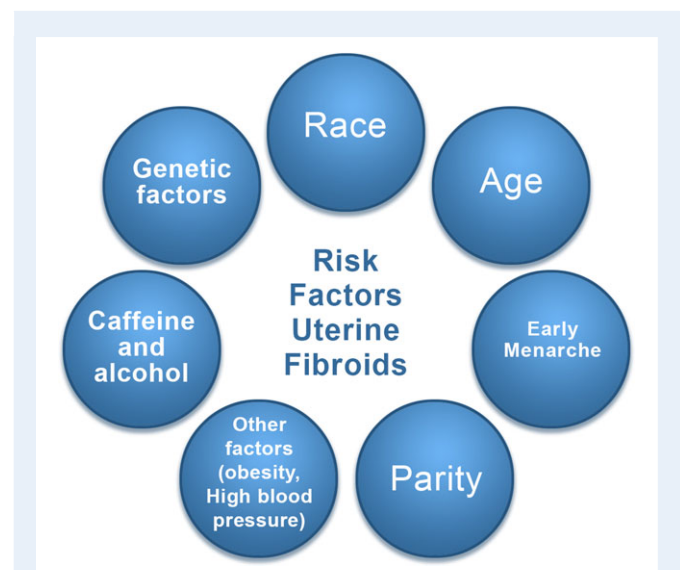 Race
Age
Early
Menarche
Parity
Other
factors
(obesity,
High blood
pressure)
Caffeine
and
alcohol
Genetic
factors
Risk
Factors
Uterine
Fibroids